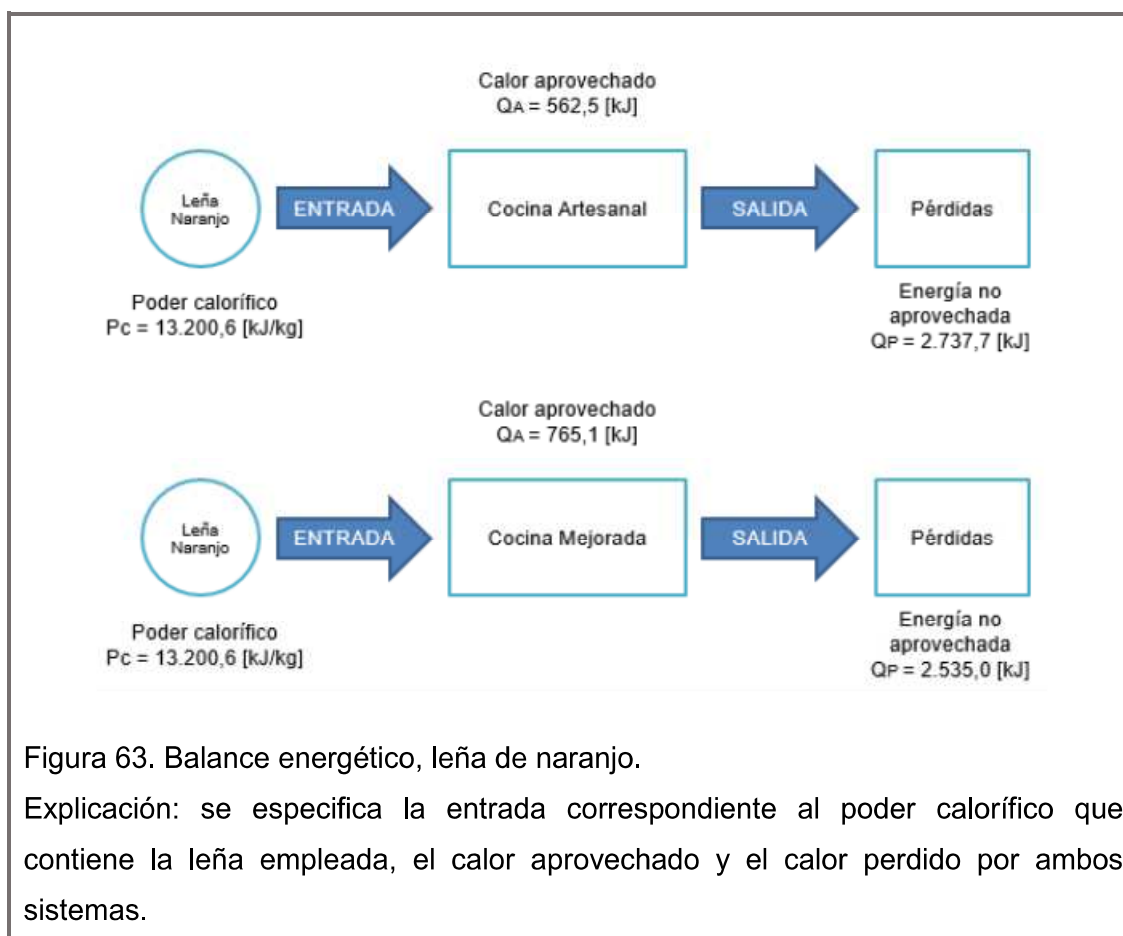 Calor aprovechado
QA = 562,5 [kJ]
Leña
Naranjo
ENTRADA
Cocina Artesanal
SALIDA
Pérdidas
Poder calorífico
Pc = 13.200,6 [kJ/kg]
Energía no
aprovechada
QP = 2.737,7 [kJ]
Calor aprovechado
QA = 765,1 [kJ]
Leña
Naranjo
ENTRADA
Cocina Mejorada
SALIDA
Pérdidas
Poder calorífico
Pc = 13.200,6 [kJ/kg]
Energía no
aprovechada
QP = 2.535,0 [kJ]
Figura 63. Balance energético, leña de naranjo.
Explicación: se especifica la entrada correspondiente al poder calorífico que
contiene la leña empleada, el calor aprovechado y el calor perdido por ambos
sistemas.